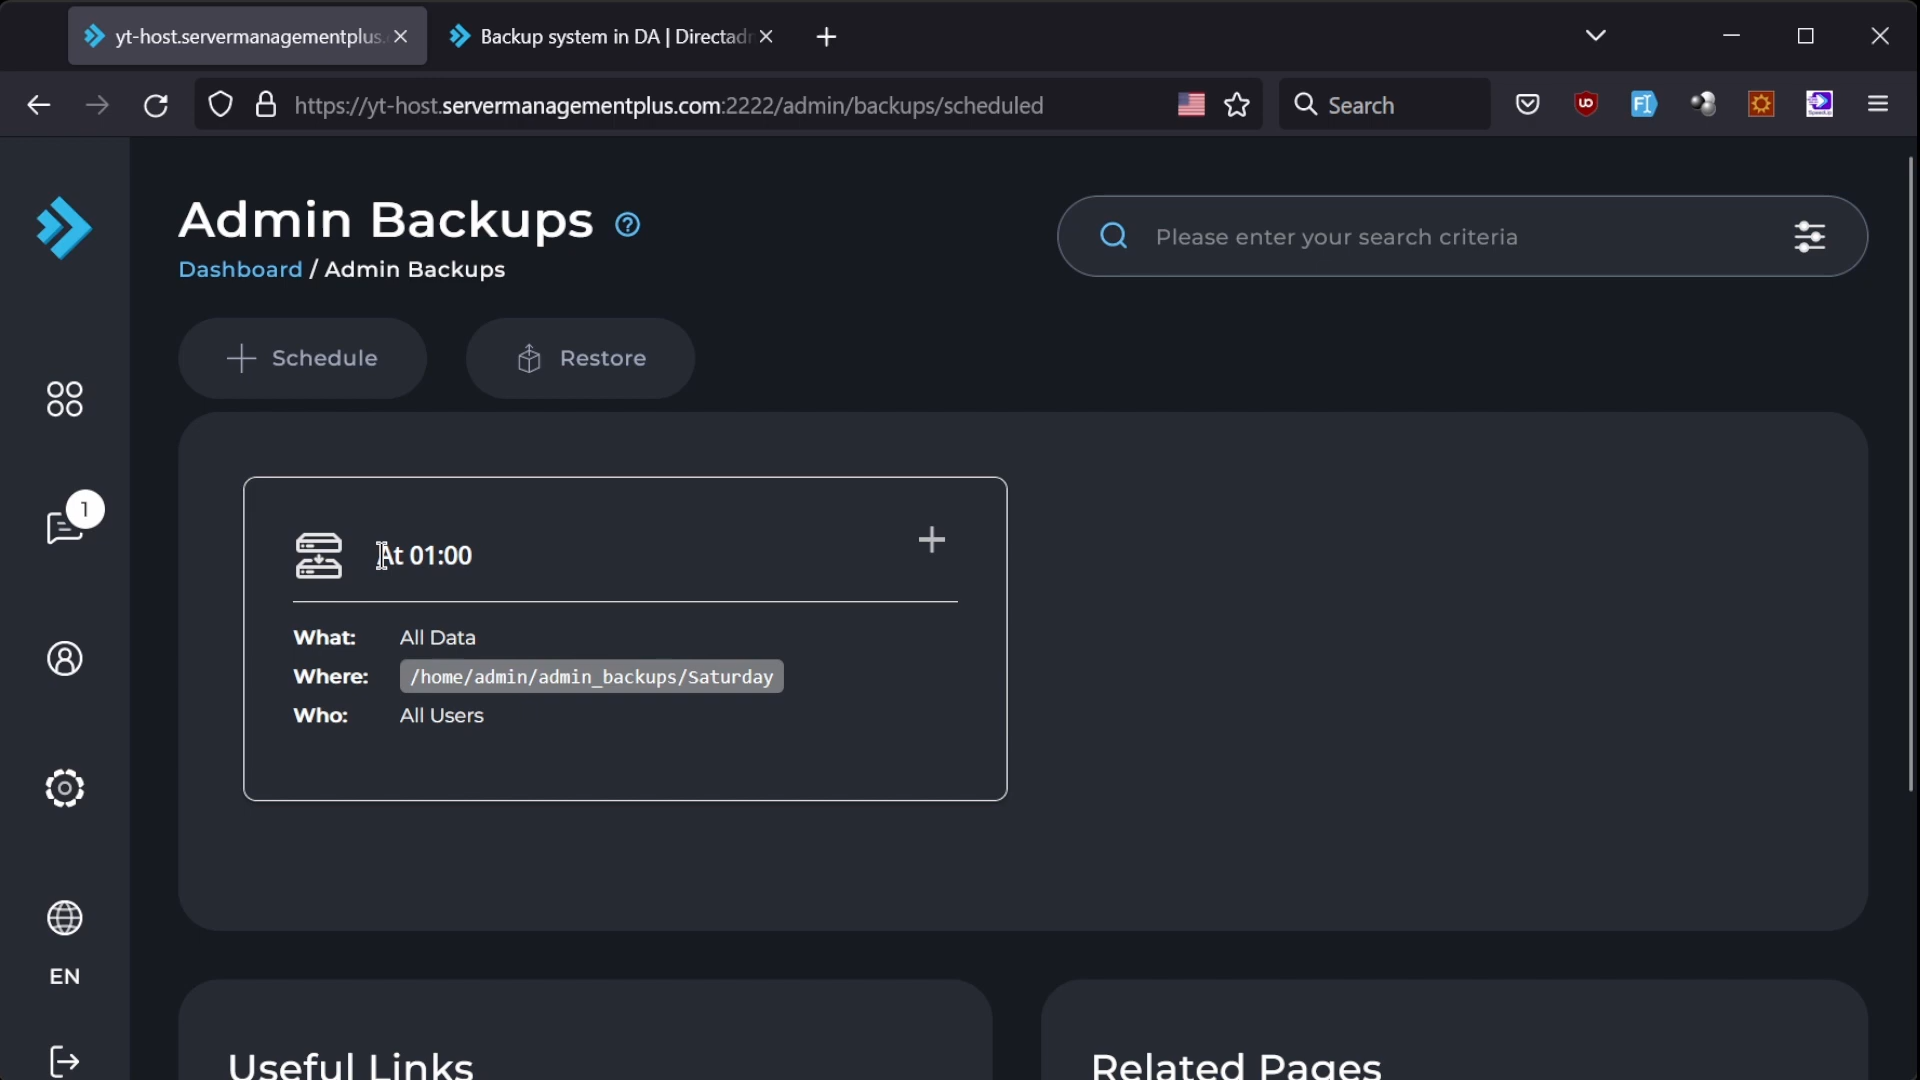 yt-host.servermanagementplus.
Backup system in DA | Directadm
https://yt-host.servermanagementplus.com:2222/admin/backups/scheduled
Search
Admin Backups
Dashboard / Admin Backups
Please enter your search criteria
Schedule
Restore
1
At 01:00
What: All Data
Where: /home/admin/admin_backups/Saturday
Who: All Users
EN
Useful Links
Related Pages